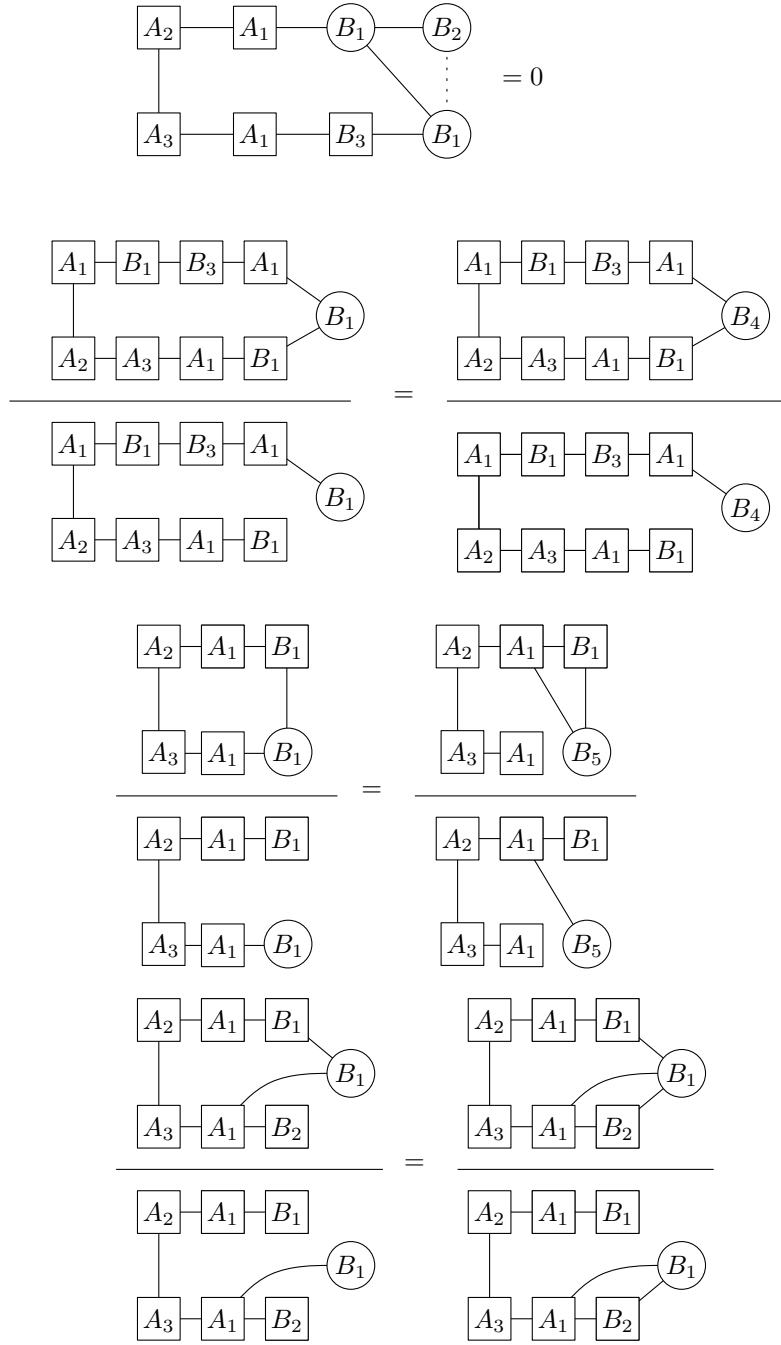 A₂ A₁ B₁ B₂
= 0
A₃ A₁ B₃ B₁
A₁ B₁ B₃ A₁ A₁ B₁ B₃ A₁
B₁ B₄
A₂ A₃ A₁ B₁ A₂ A₃ A₁ B₁
=
A₁ B₁ B₃ A₁ A₁ B₁ B₃ A₁
B₁ B₄
A₂ A₃ A₁ B₁ A₂ A₃ A₁ B₁
A₂ A₁ B₁ A₂ A₁ B₁
A₃ A₁ B₁ A₃ A₁ B₅
=
A₂ A₁ B₁ A₂ A₁ B₁
A₃ A₁ B₁ A₃ A₁ B₅
A₂ A₁ B₁ A₂ A₁ B₁
B₁ B₁
A₃ A₁ B₂ A₃ A₁ B₂
=
A₂ A₁ B₁ A₂ A₁ B₁
B₁ B₁
A₃ A₁ B₂ A₃ A₁ B₂